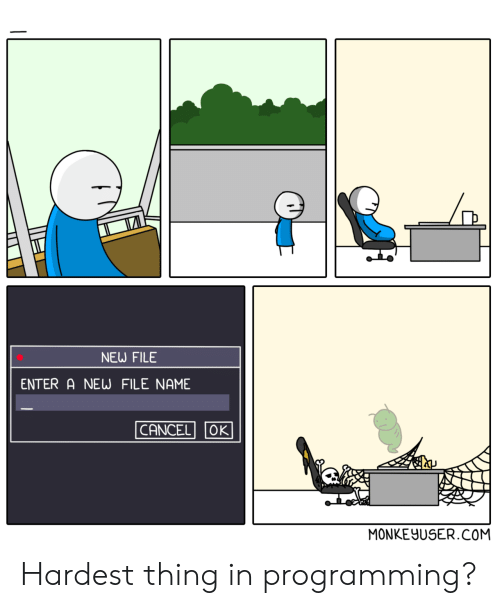 NEW FILE
ENTER A NEW FILE NAME
CANCEL OK
MONKEYUSER.COM
Hardest thing in programming?